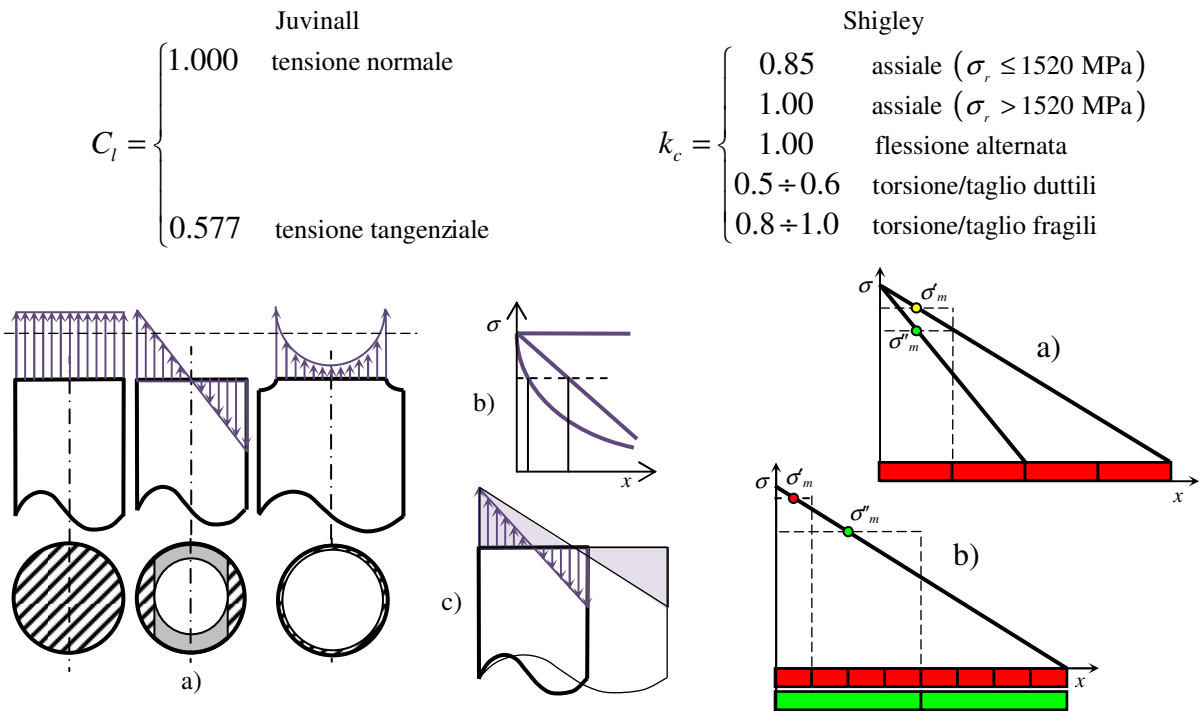 Juvinall
C_l = { 1.000 tensione normale
0.577 tensione tangenziale
Shigley
k_c = { 0.85 assiale (σ_r ≤ 1520 MPa)
1.00 assiale (σ_r > 1520 MPa)
1.00 flessione alternata
0.5 ÷ 0.6 torsione/taglio duttili
0.8 ÷ 1.0 torsione/taglio fragili
a)
σ
b)
x
c)
σ
σ'_m
σ''_m
a)
x
σ
σ'_m
σ''_m
b)
x